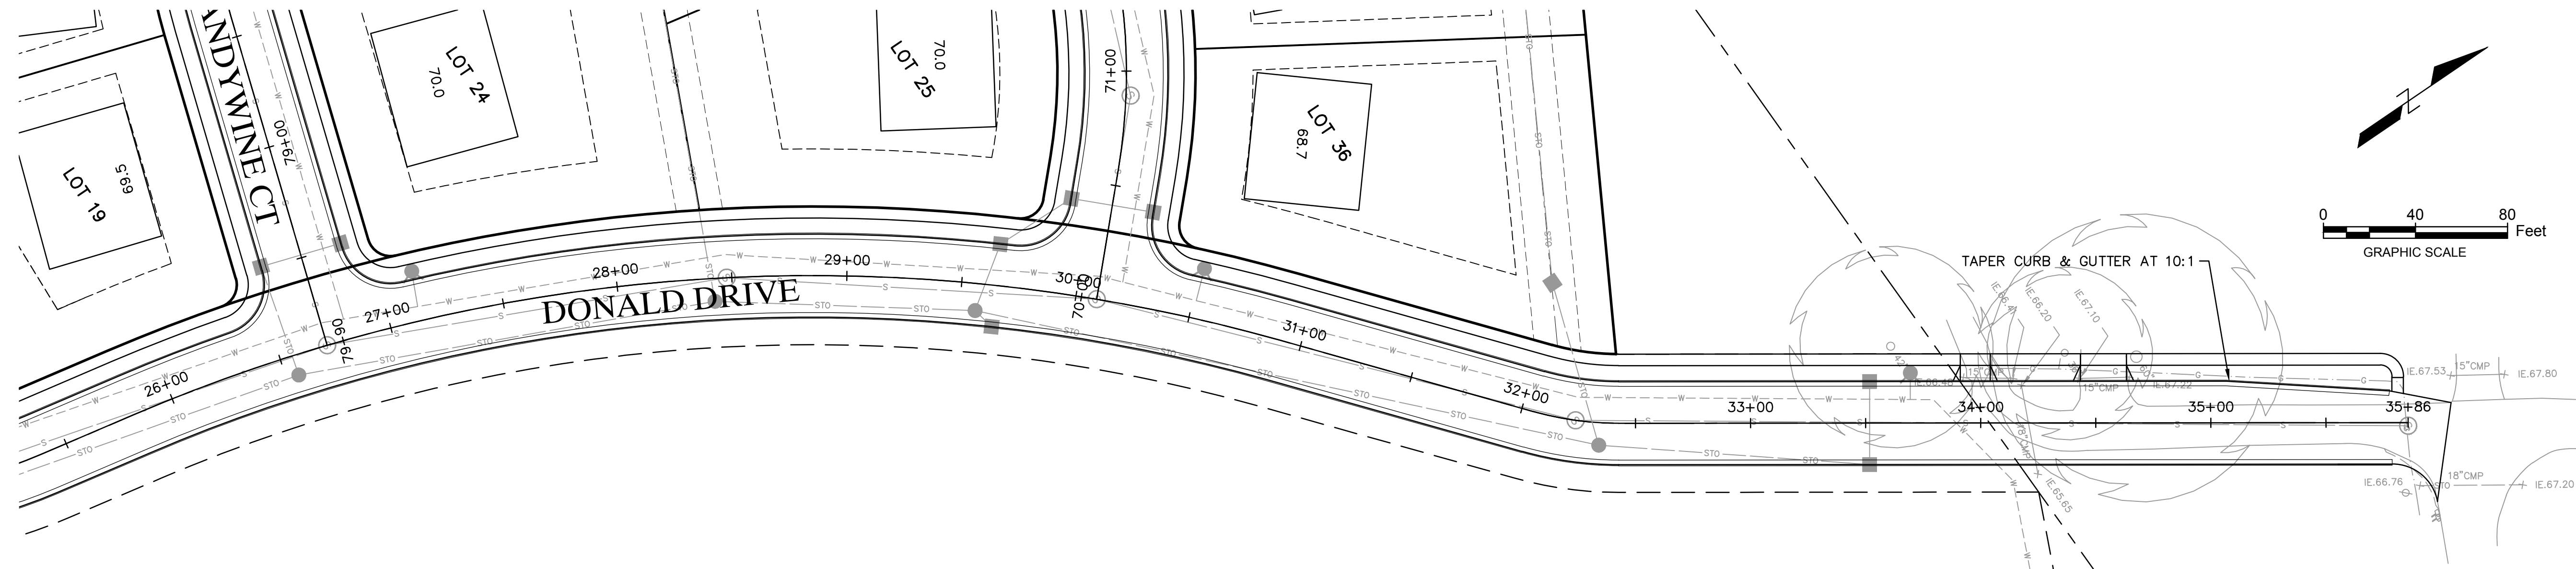 ANDYWINE CT
LOT 19
69.5
79+00
79+90
LOT 24
70.0
LOT 25
70.0
71+00
70+00
LOT 36
68.7
DONALD DRIVE
26+00
27+00
28+00
29+00
30+00
31+00
32+00
33+00
34+00
35+00
35+86
TAPER CURB & GUTTER AT 10:1
IE.66.20
IE.67.10
15"CMP
15"CMP
IE.67.22
18"CMP
IE.65.65
IE.67.53
15"CMP
IE.67.80
18"CMP
IE.66.76
STO
IE.67.20
0 40 80
Feet
GRAPHIC SCALE